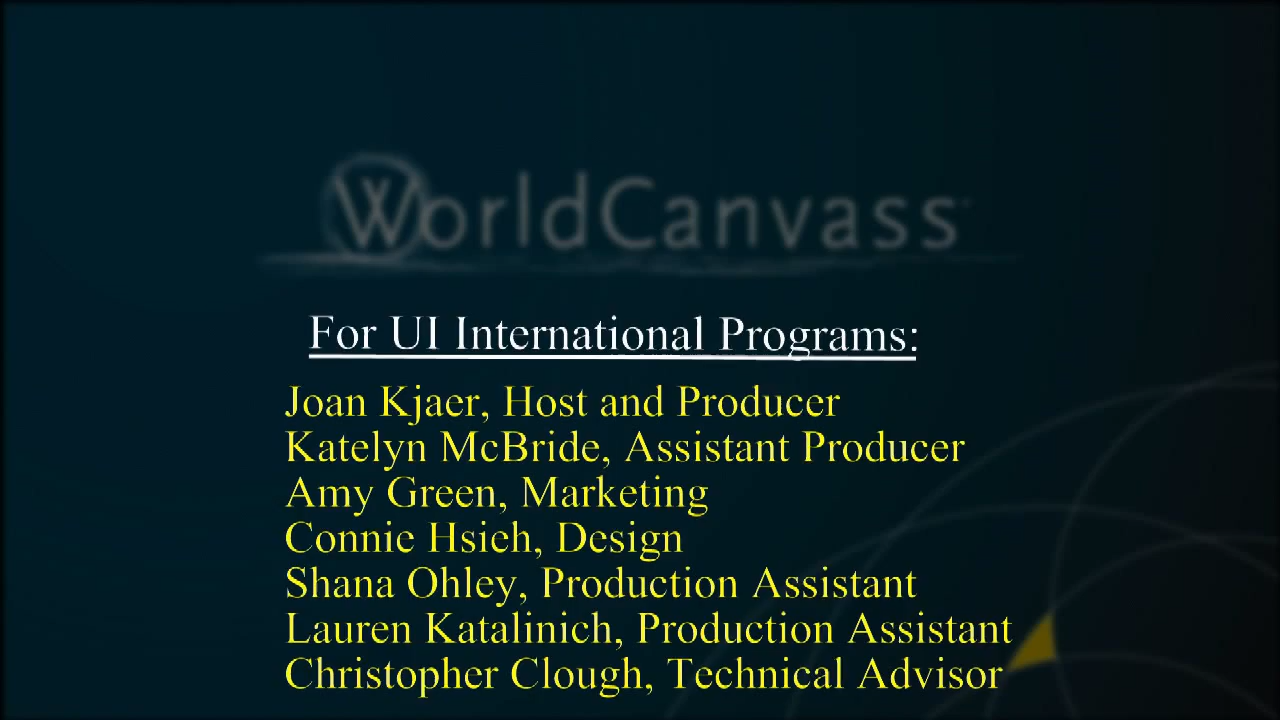 WorldCanvass
For UI International Programs:
Joan Kjaer, Host and Producer
Katelyn McBride, Assistant Producer
Amy Green, Marketing
Connie Hsieh, Design
Shana Ohley, Production Assistant
Lauren Katalinich, Production Assistant
Christopher Clough, Technical Advisor